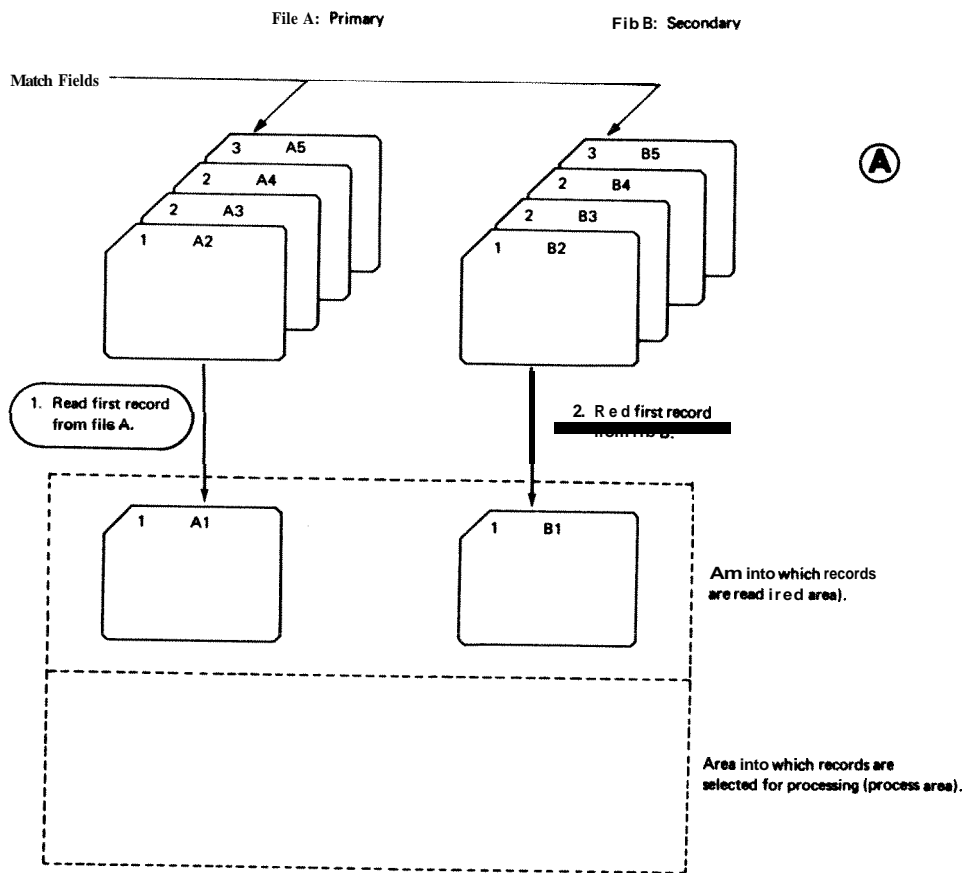 File A: Primary
Fib B: Secondary
Match Fields
A
3 A5
2 A4
2 A3
1 A2
3 B5
2 B4
2 B3
1 B2
1. Read first record
from file A.
2. R e d first record
1 A1
1 B1
Am into which records
are read i r e d area).
Area into which records are
selected for processing (process area).